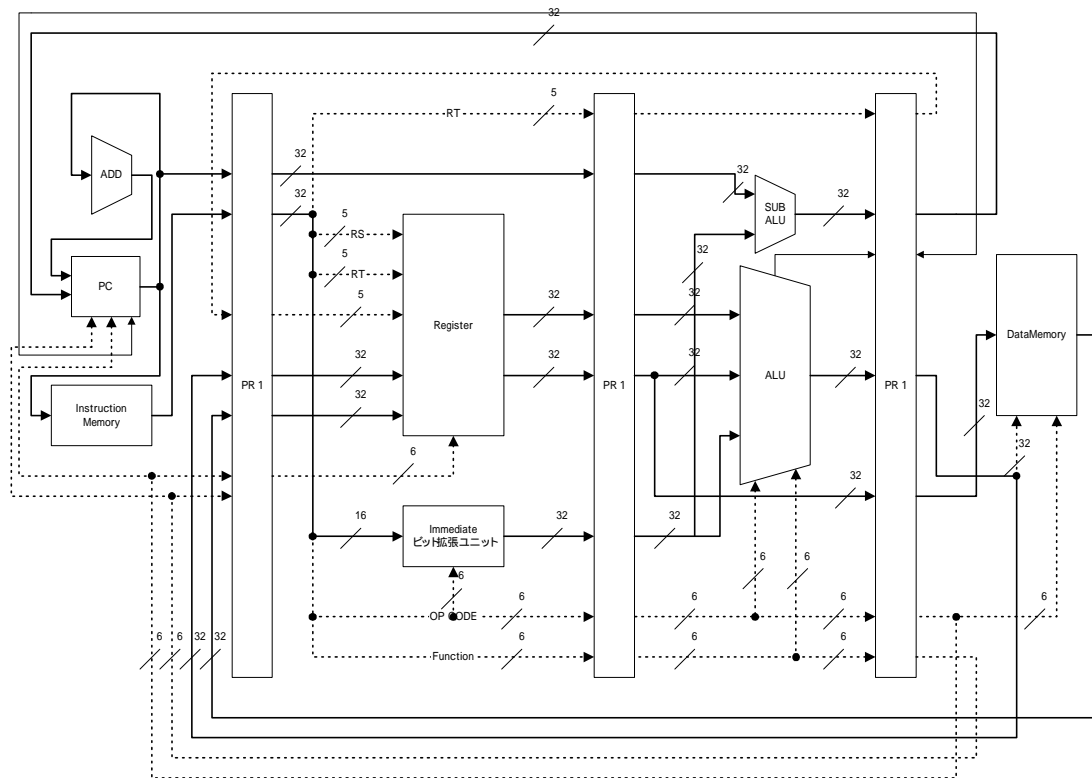 32
5
RT
32
ADD
32
32
32
SUB
ALU
5
RS
5
RT
32
PC
5
Register
32
32
DataMemory
32
32
32
ALU
32
PR 1
PR 1
PR 1
Instruction
Memory
32
32
6
32
32
16
Immediate
ビット拡張ユニット
32
32
6
6
6
OP CODE
6
6
6
6
Function
6
6
6
6
6
32
32